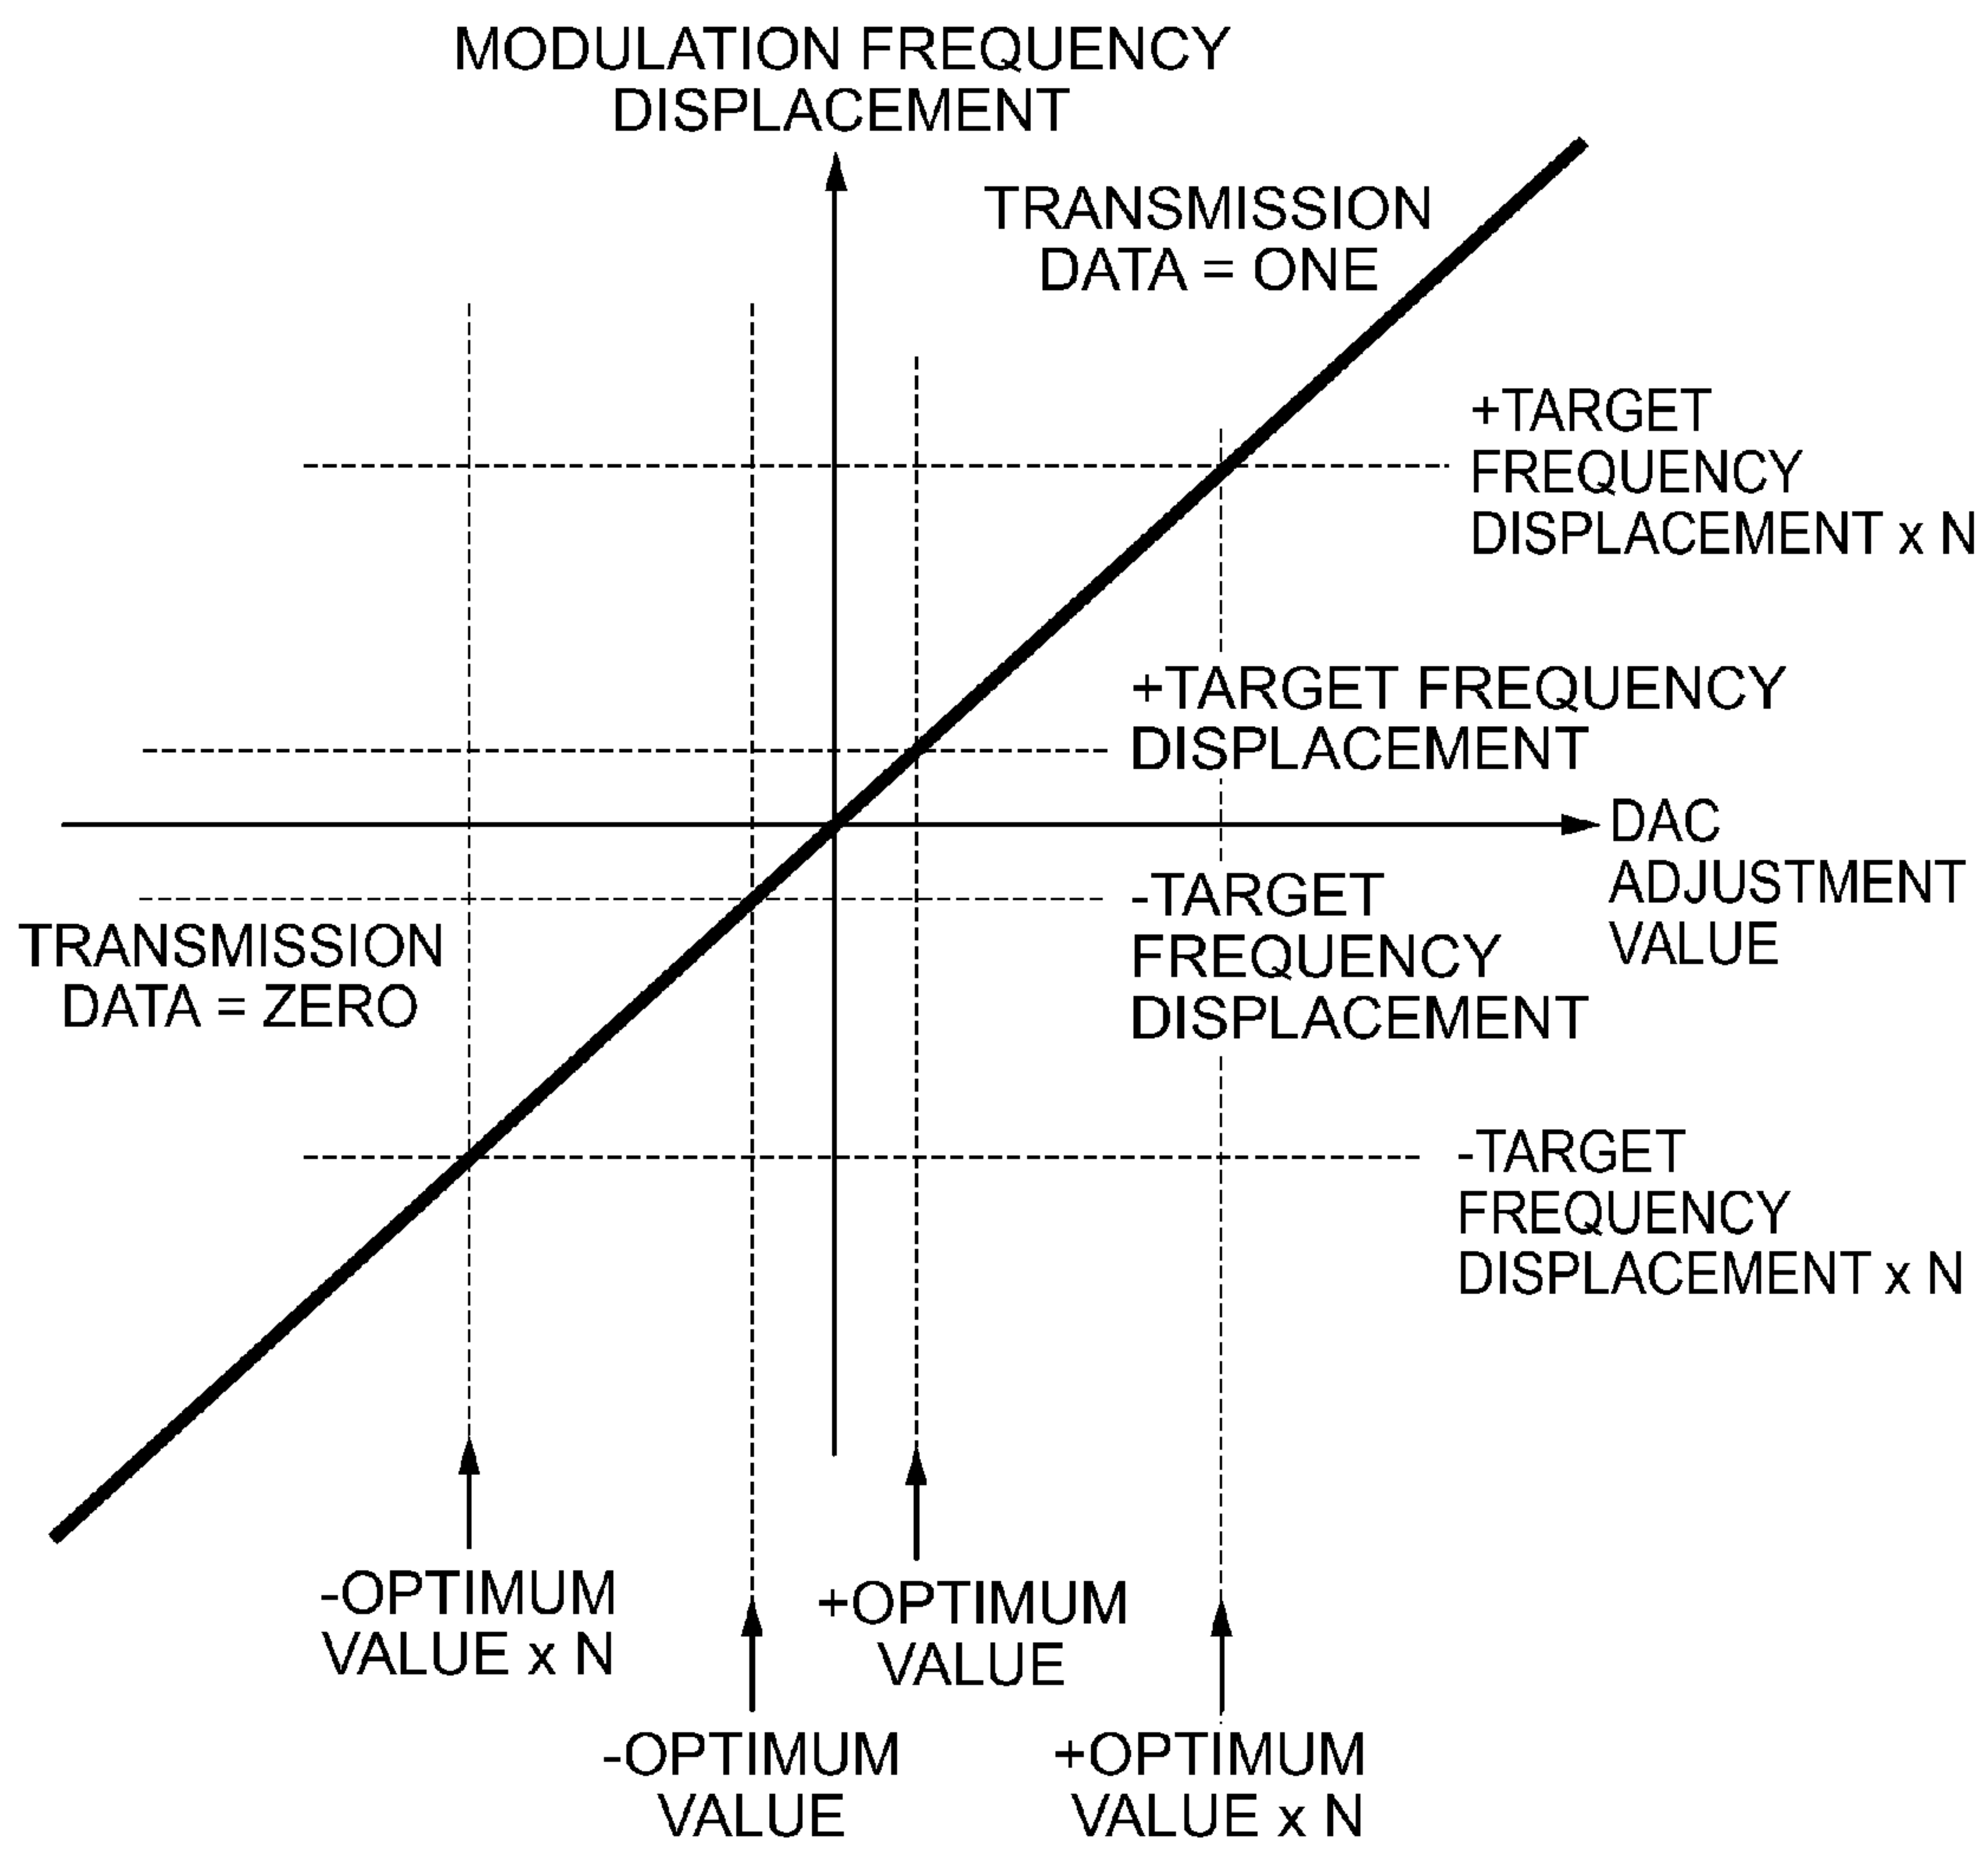 MODULATION FREQUENCY
DISPLACEMENT
TRANSMISSION
DATA = ONE
+TARGET
FREQUENCY
DISPLACEMENT x N
+TARGET FREQUENCY
DISPLACEMENT
DAC
ADJUSTMENT
VALUE
-TARGET
FREQUENCY
DISPLACEMENT
TRANSMISSION
DATA = ZERO
-TARGET
FREQUENCY
DISPLACEMENT x N
-OPTIMUM
VALUE x N
+OPTIMUM
VALUE
-OPTIMUM
VALUE
+OPTIMUM
VALUE x N